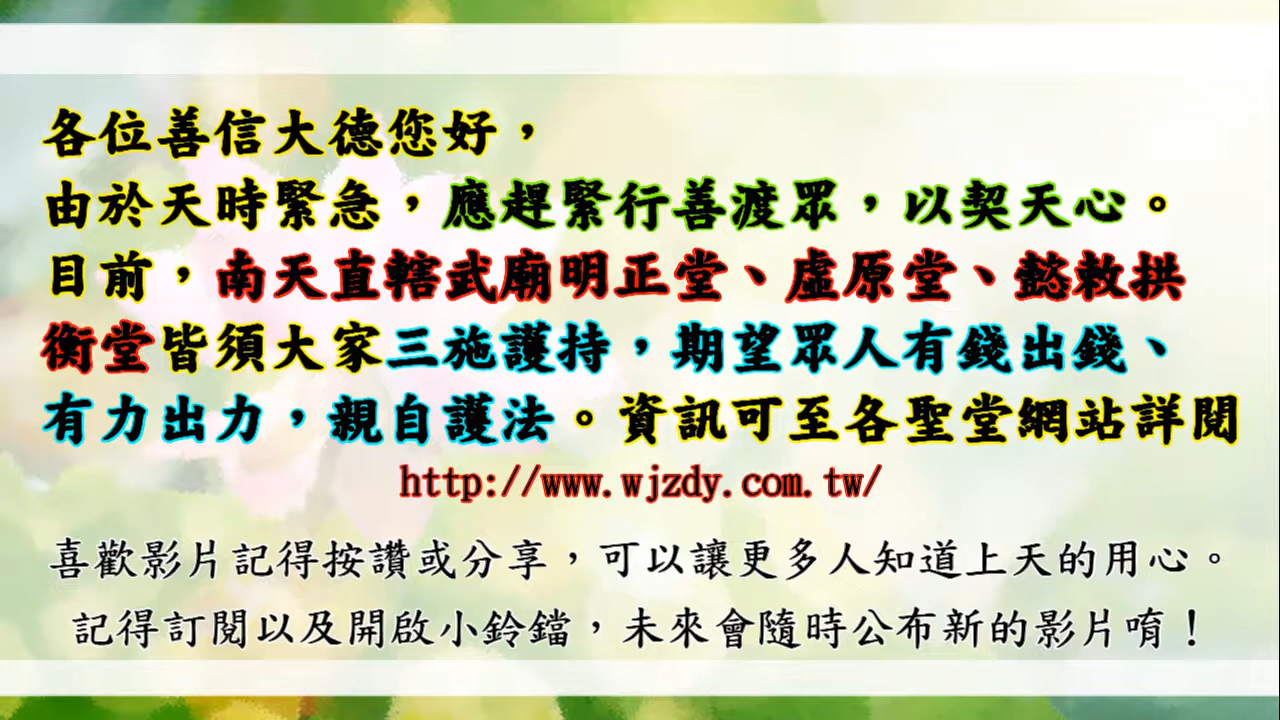 各位善信大德您好，
由於天時緊急，應趕緊行善渡眾，以契天心。
目前，南天直轄武廟明正堂、虛原堂、懿敕拱
衡堂皆須大家三施護持，期望眾人有錢出錢、
有力出力，親自護法。資訊可至各聖堂網站詳閱
http://www.wjzdy.com.tw/
喜歡影片記得按讚或分享，可以讓更多人知道上天的用心。
記得訂閱以及開啟小鈴鐺，未來會隨時公布新的影片唷！